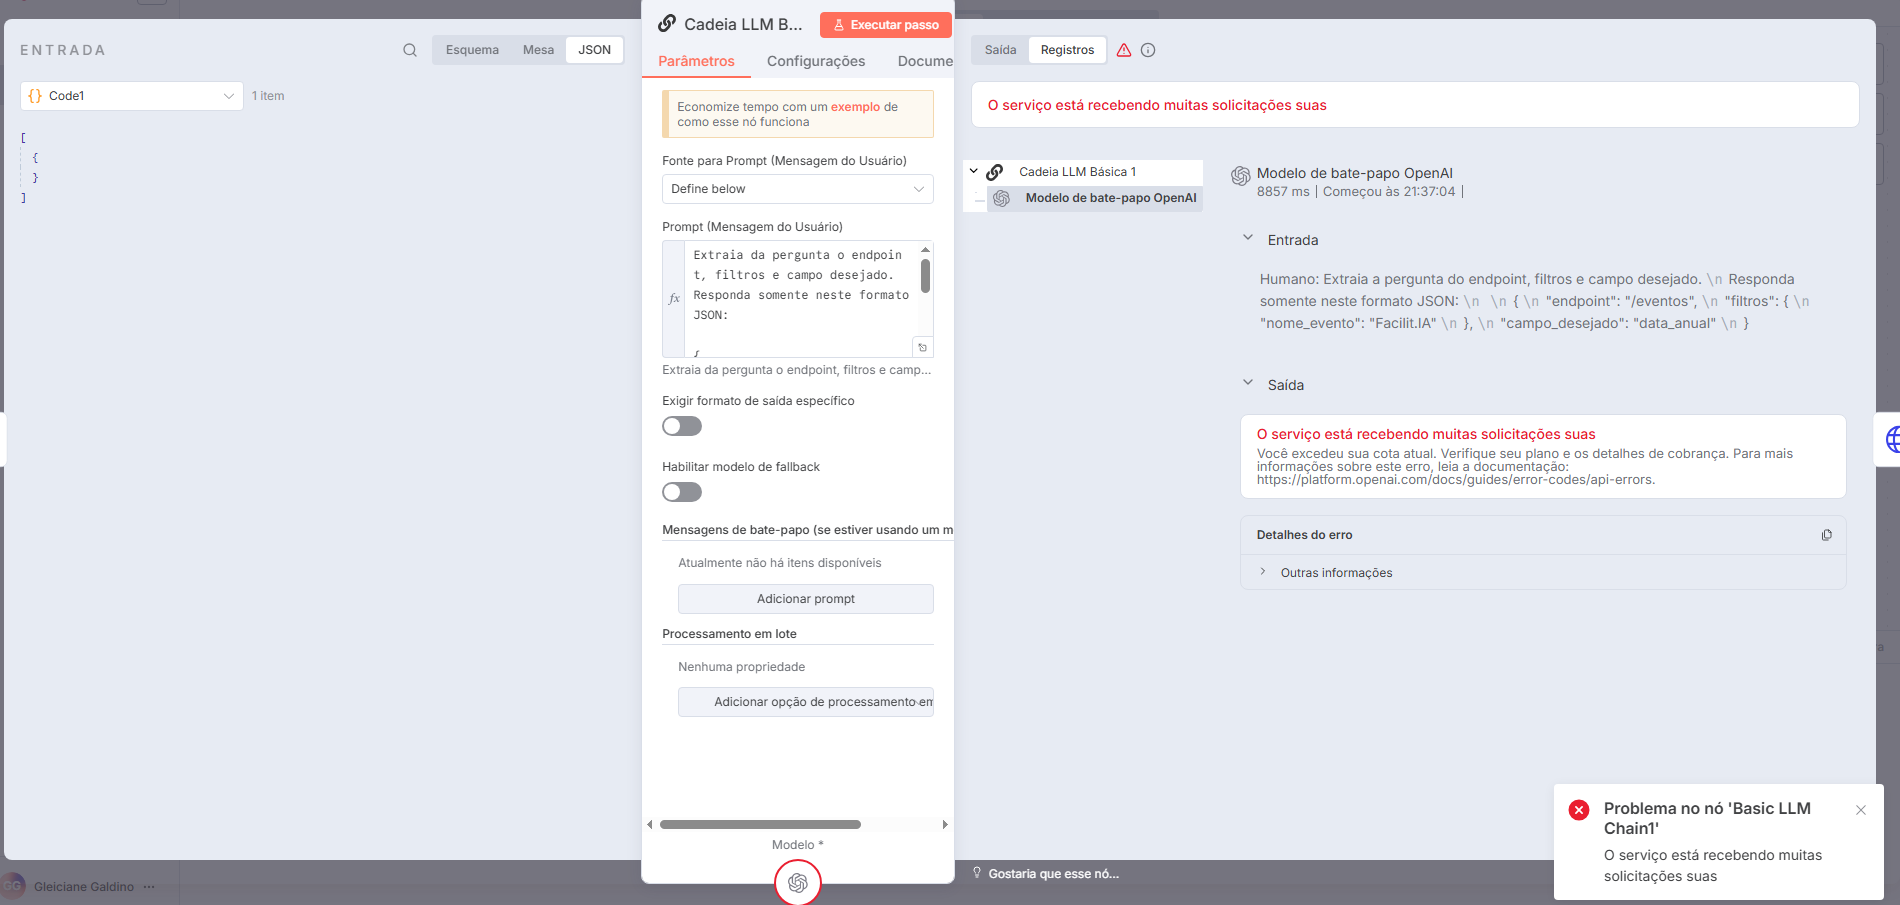 ENTRADA
Esquema
Mesa
JSON
{} Code1
1 item
[
{
}
]
Cadeia LLM B...
Executar passo
Parâmetros
Configurações
Docume
Economize tempo com um exemplo de
como esse nó funciona
Fonte para Prompt (Mensagem do Usuário)
Define below
Prompt (Mensagem do Usuário)
fx
Extraia da pergunta o endpoin
t, filtros e campo desejado.
Responda somente neste formato
JSON:
{
Extraia da pergunta o endpoint, filtros e camp...
Exigir formato de saída específico
Habilitar modelo de fallback
Mensagens de bate-papo (se estiver usando um m
Atualmente não há itens disponíveis
Adicionar prompt
Processamento em lote
Nenhuma propriedade
Adicionar opção de processamento em
Modelo *
Saída
Registros
O serviço está recebendo muitas solicitações suas
Cadeia LLM Básica 1
Modelo de bate-papo OpenAI
Modelo de bate-papo OpenAI
8857 ms | Começou às 21:37:04 |
Entrada
Humano: Extraia a pergunta do endpoint, filtros e campo desejado. \n Responda
somente neste formato JSON: \n \n { \n "endpoint": "/eventos", \n "filtros": { \n
"nome_evento": "Facilit.IA" \n }, \n "campo_desejado": "data_anual" \n }
Saída
O serviço está recebendo muitas solicitações suas
Você excedeu sua cota atual. Verifique seu plano e os detalhes de cobrança. Para mais
informações sobre este erro, leia a documentação:
https://platform.openai.com/docs/guides/error-codes/api-errors.
Detalhes do erro
Outras informações
Gostaria que esse nó...
Problema no nó 'Basic LLM
Chain1'
O serviço está recebendo muitas
solicitações suas
GG
Gleiciane Galdino ...